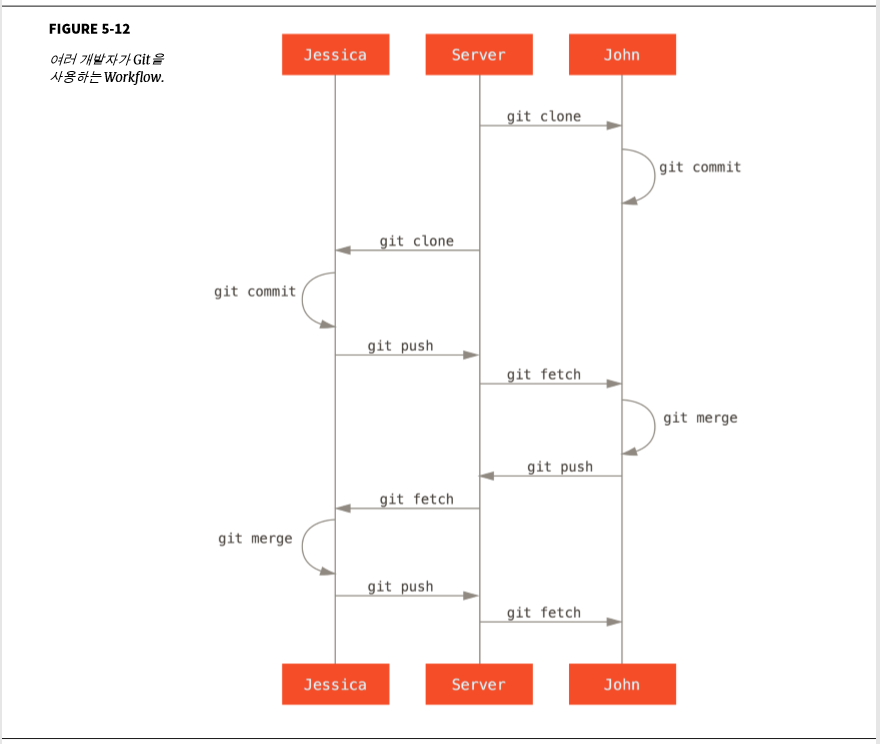 FIGURE 5-12
여러 개발자가 Git을
사용하는 Workflow.
Jessica
Server
John
git clone
git commit
git clone
git commit
git push
git fetch
git merge
git push
git fetch
git merge
git push
git fetch
Jessica
Server
John